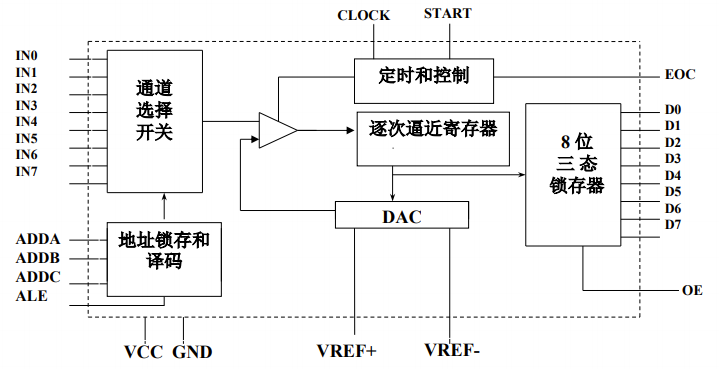 CLOCK
START
IN0
IN1
IN2
IN3
IN4
IN5
IN6
IN7
通道
选择
开关
定时和控制
EOC
逐次逼近寄存器
8 位
三 态
锁存器
D0
D1
D2
D3
D4
D5
D6
D7
DAC
ADDA
ADDB
ADDC
ALE
地址锁存和
译码
OE
VCC
GND
VREF+
VREF-